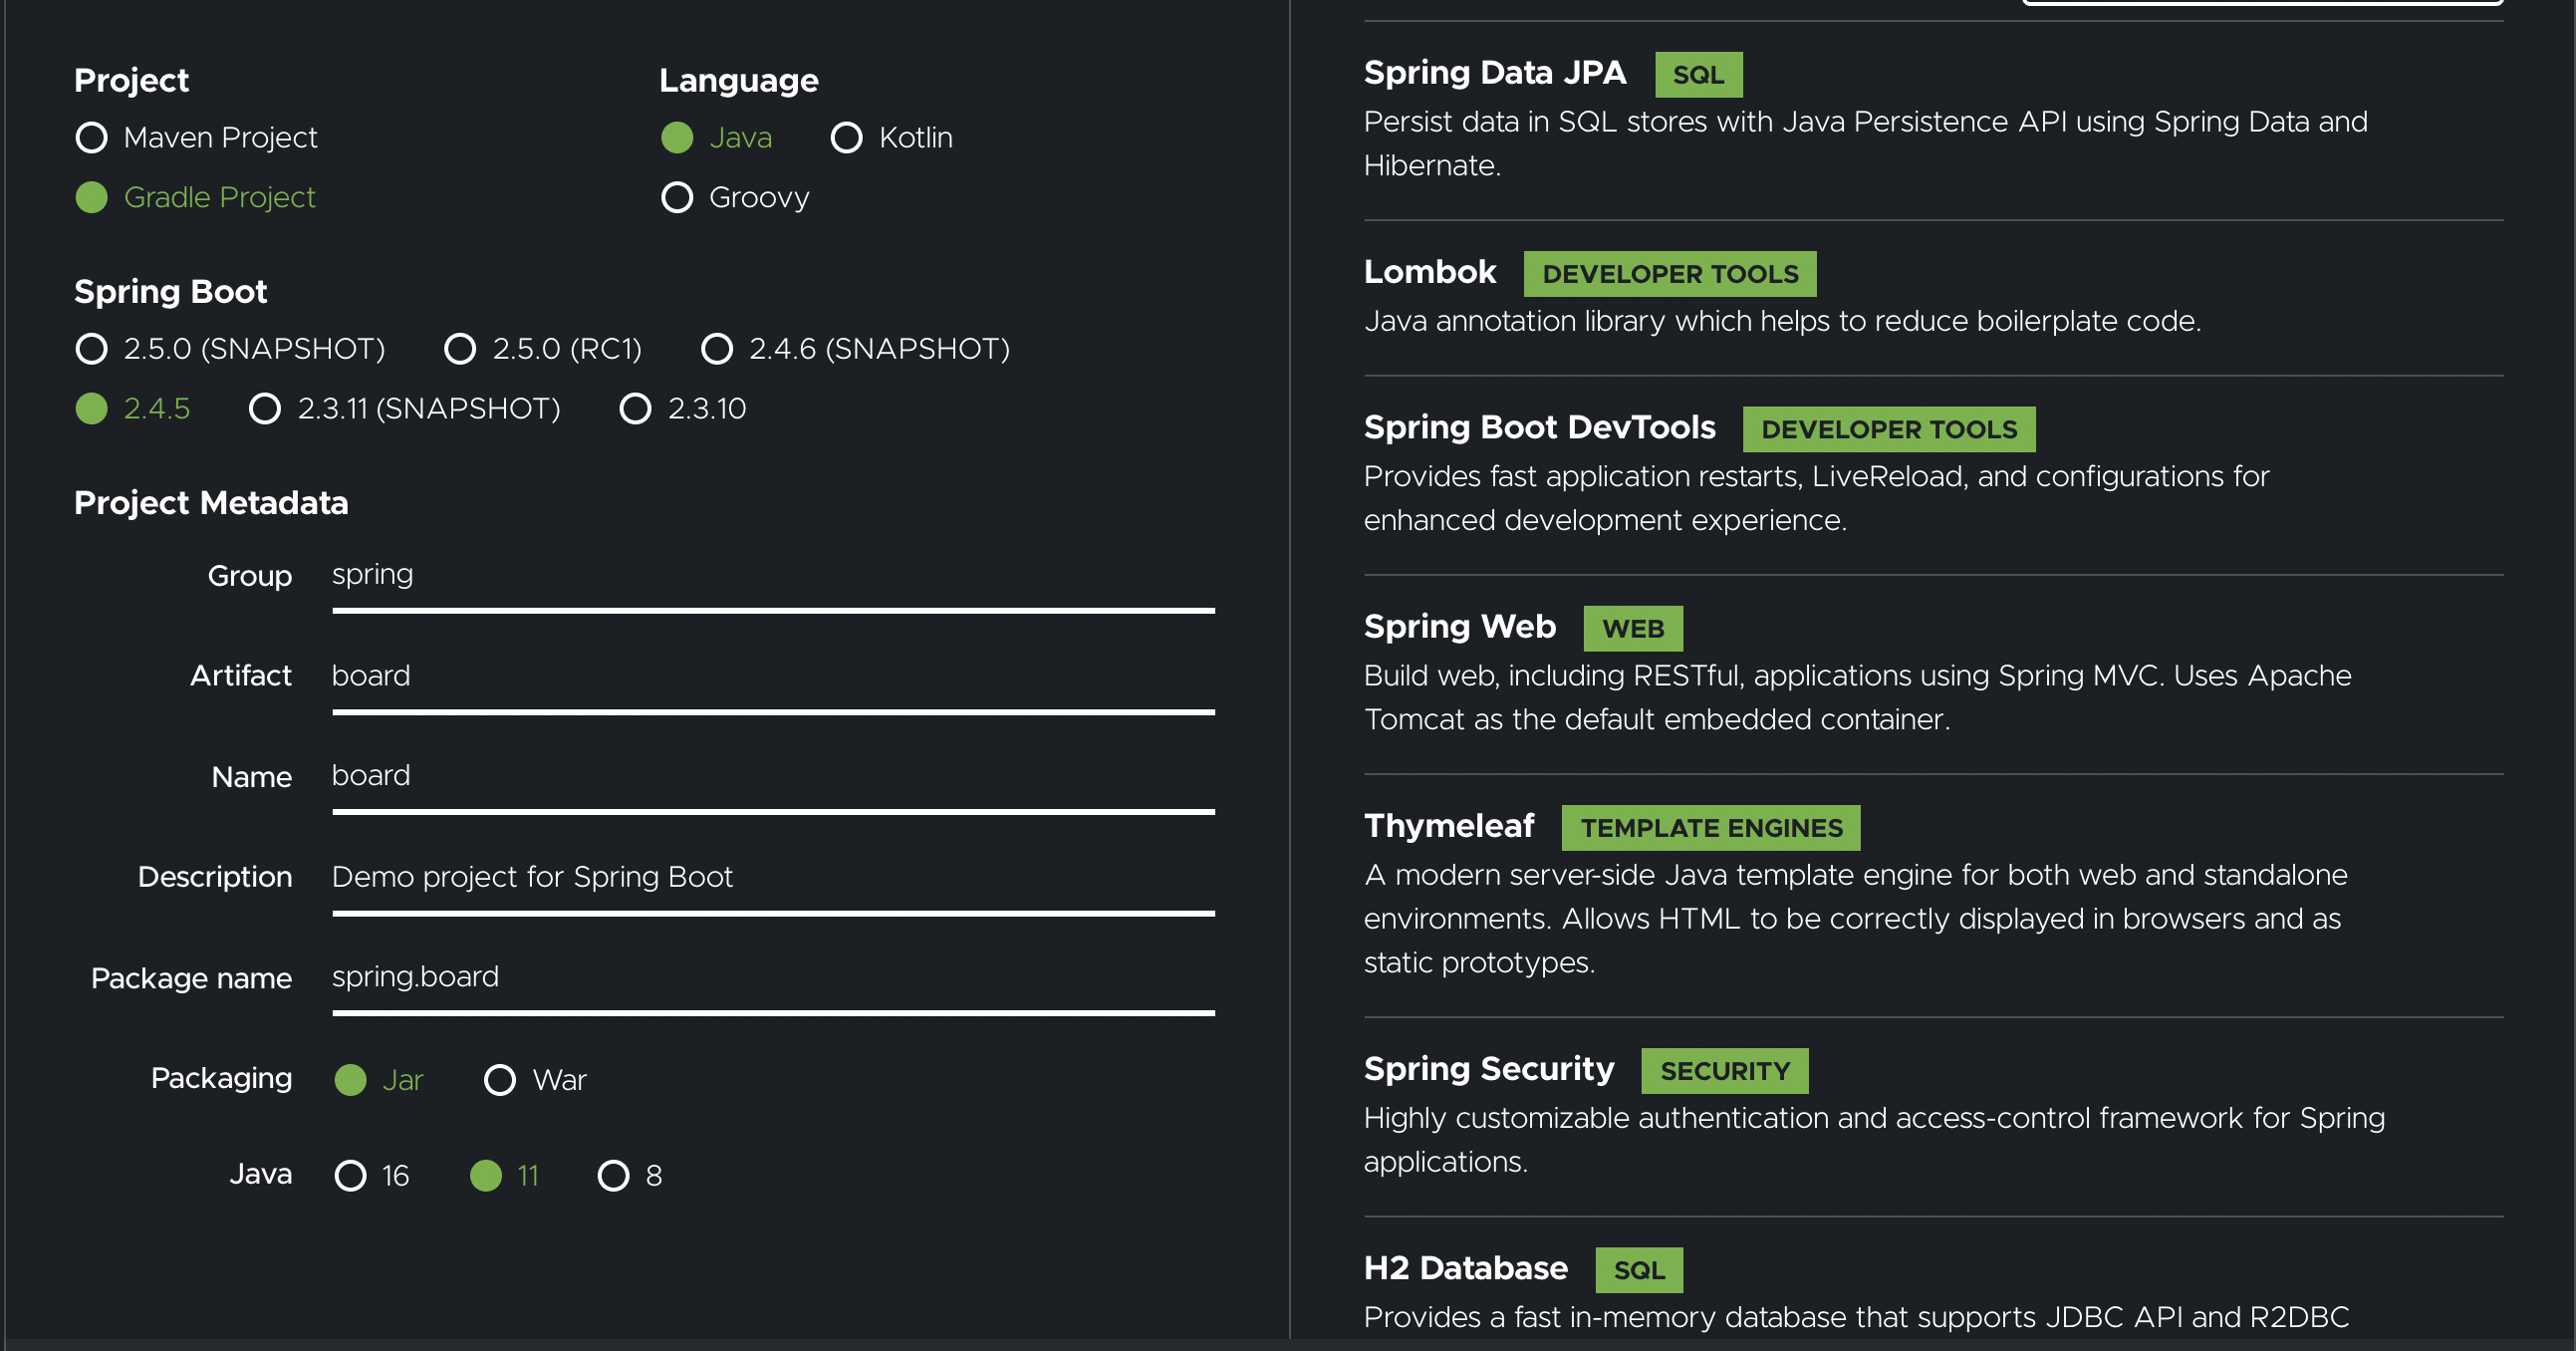 Project
Maven Project
Gradle Project
Language
Java Kotlin
Groovy
Spring Boot
2.5.0 (SNAPSHOT) 2.5.0 (RC1) 2.4.6 (SNAPSHOT)
2.4.5 2.3.11 (SNAPSHOT) 2.3.10
Project Metadata
Group spring
Artifact board
Name board
Description Demo project for Spring Boot
Package name spring.board
Packaging Jar War
Java 16 11 8
Spring Data JPA SQL
Persist data in SQL stores with Java Persistence API using Spring Data and
Hibernate.
Lombok DEVELOPER TOOLS
Java annotation library which helps to reduce boilerplate code.
Spring Boot DevTools DEVELOPER TOOLS
Provides fast application restarts, LiveReload, and configurations for
enhanced development experience.
Spring Web WEB
Build web, including RESTful, applications using Spring MVC. Uses Apache
Tomcat as the default embedded container.
Thymeleaf TEMPLATE ENGINES
A modern server-side Java template engine for both web and standalone
environments. Allows HTML to be correctly displayed in browsers and as
static prototypes.
Spring Security SECURITY
Highly customizable authentication and access-control framework for Spring
applications.
H2 Database SQL
Provides a fast in-memory database that supports JDBC API and R2DBC